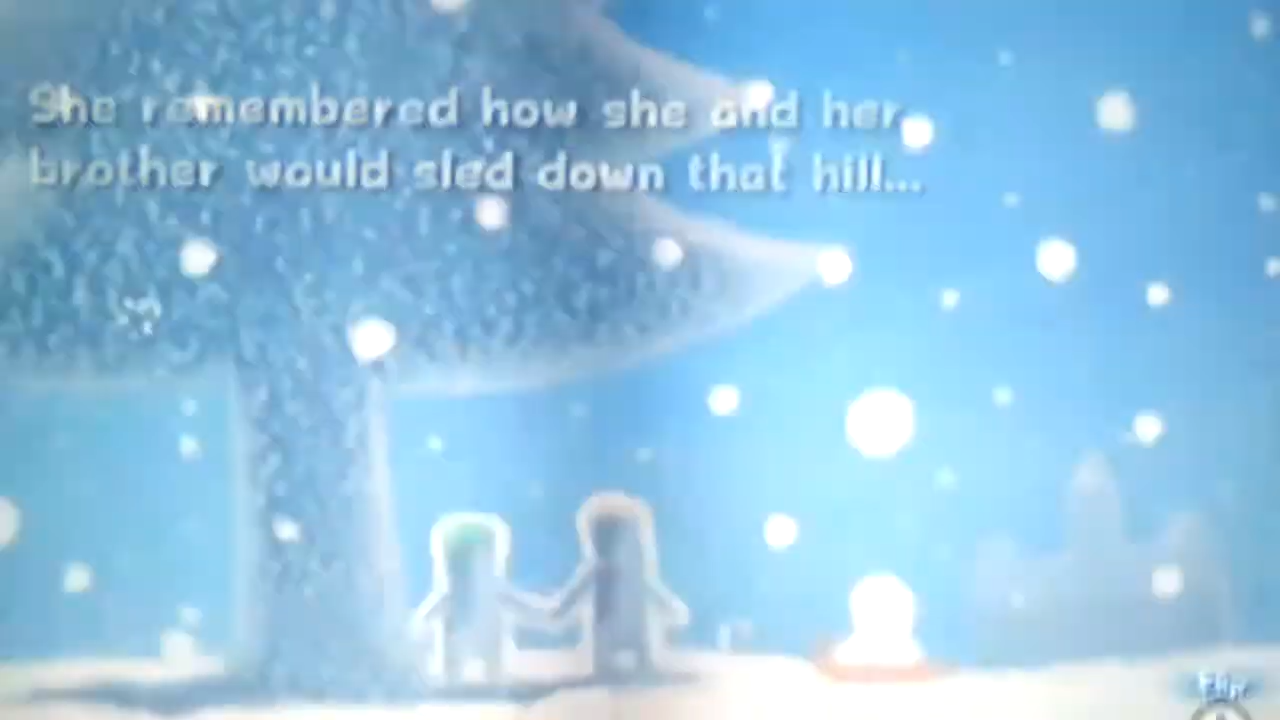 She remembered how she and her
brother would sled down that hill...